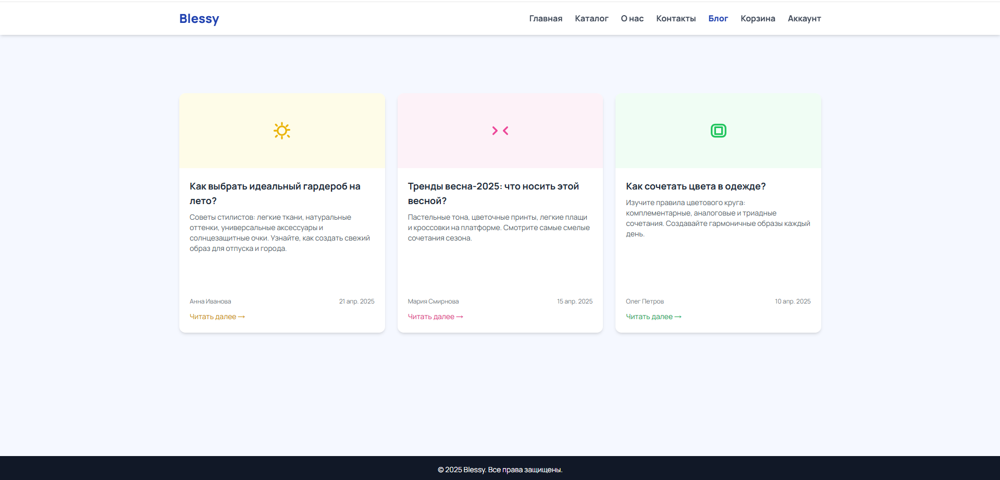 Blessy
Главная Каталог О нас Контакты Блог Корзина Аккаунт
Как выбрать идеальный гардероб на
лето?
Советы стилистов: легкие ткани, натуральные
оттенки, универсальные аксессуары и
солнцезащитные очки. Узнайте, как создать свежий
образ для отпуска и города.
Анна Иванова 21 апр. 2025
Читать далее →
Тренды весна-2025: что носить этой
весной?
Пастельные тона, цветочные принты, легкие плащи
и кроссовки на платформе. Смотрите самые смелые
сочетания сезона.
Мария Смирнова 15 апр. 2025
Читать далее →
Как сочетать цвета в одежде?
Изучите правила цветового круга:
комплементарные, аналоговые и триадные
сочетания. Создавайте гармоничные образы каждый
день.
Олег Петров 10 апр. 2025
Читать далее →
© 2025 Blessy. Все права защищены.